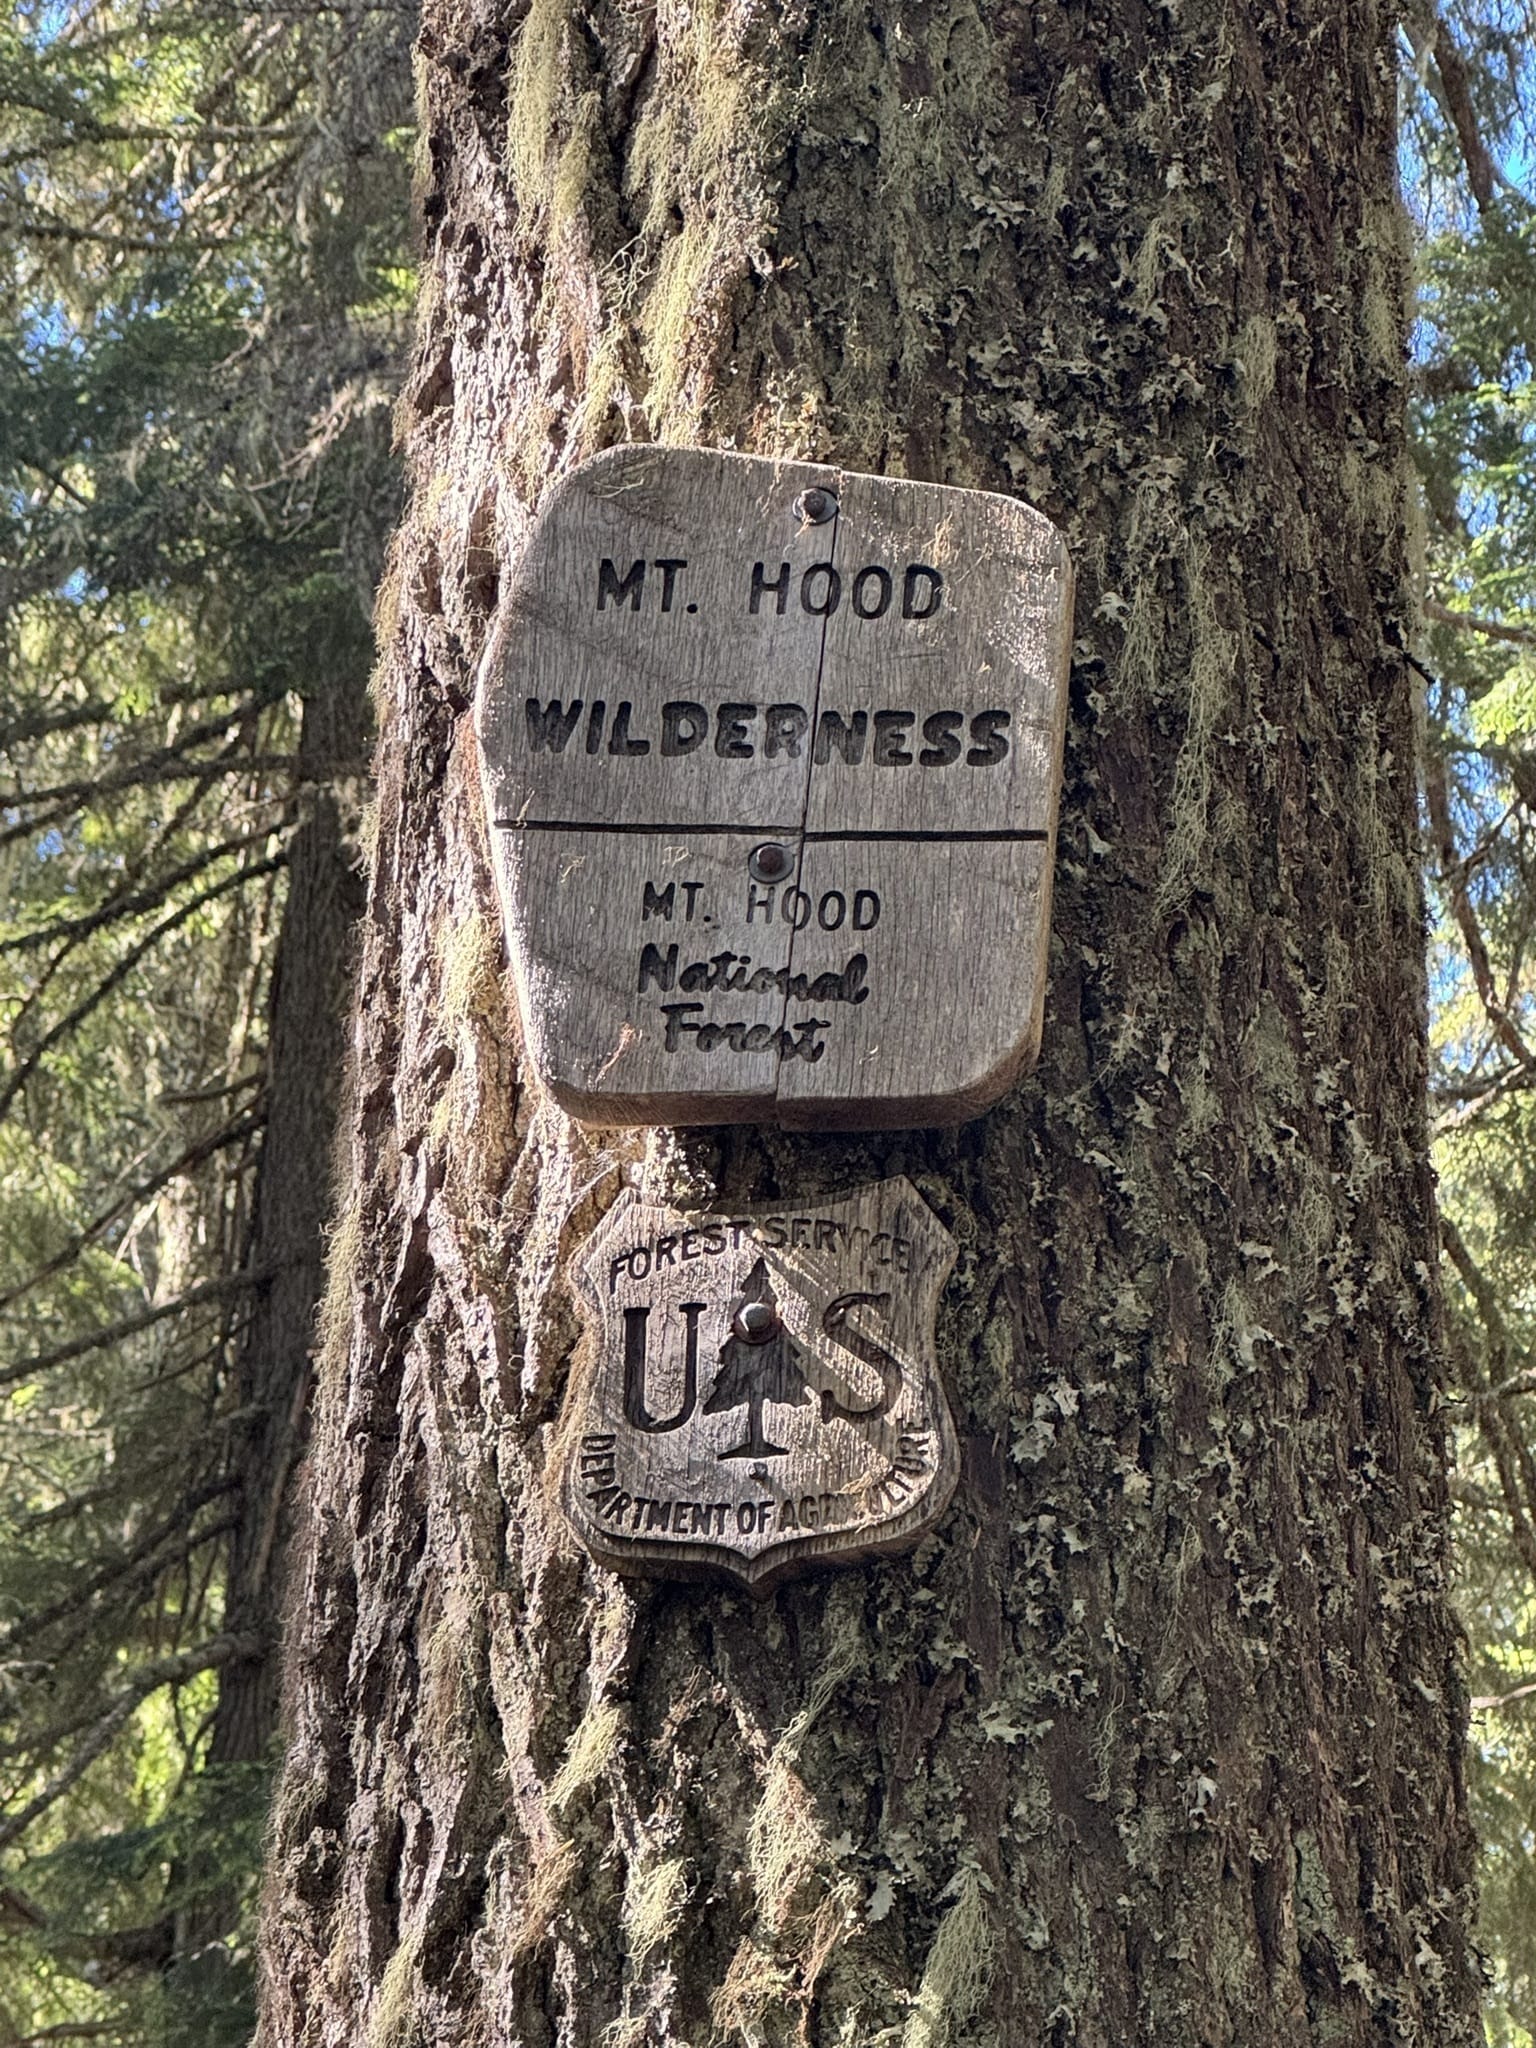 MT. HOOD
WILDERNESS
MT. HOOD
National
Forest
FOREST SERVICE
U S
DEPARTMENT OF AGRICULTURE